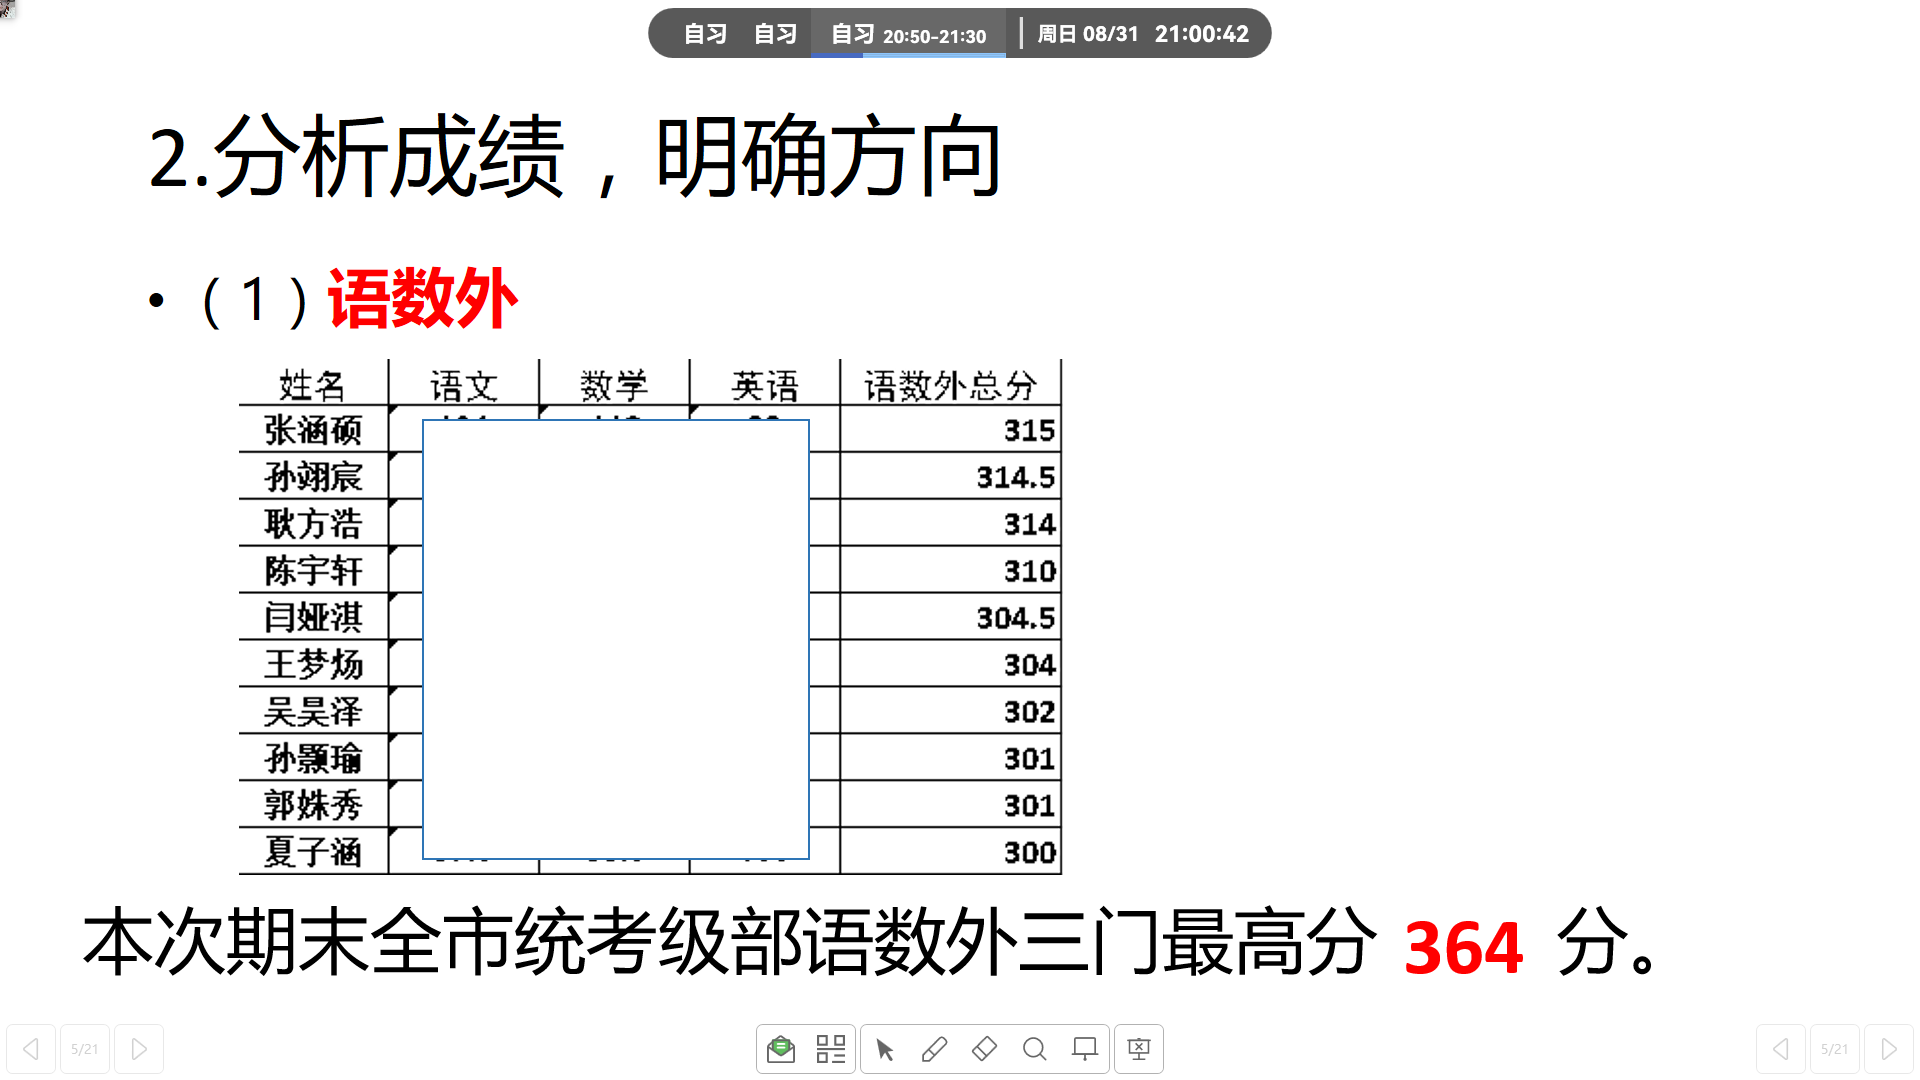 自习 自习 自习 20:50-21:30 周日 08/31 21:00:42
2.分析成绩，明确方向
• （1）语数外
姓名 语文 数学 英语 语数外总分
张涵硕 315
孙翊宸 314.5
耿方浩 314
陈宇轩 310
闫娅淇 304.5
王梦炀 304
吴昊泽 302
孙颢瑜 301
郭姝秀 301
夏子涵 300
本次期末全市统考级部语数外三门最高分 364 分。
5/21 5/21